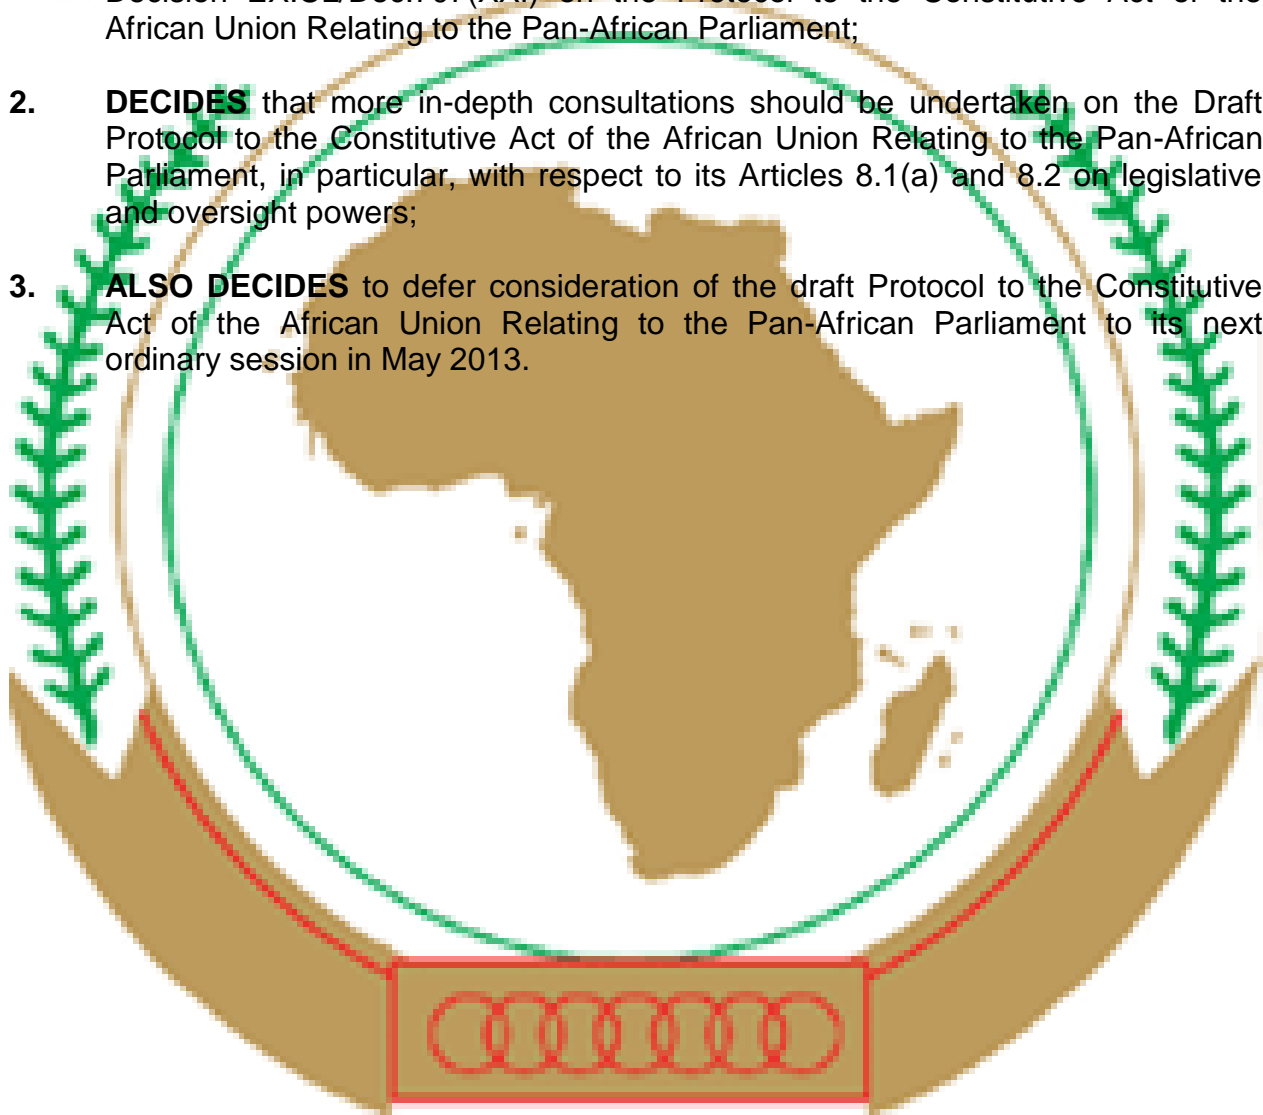 African Union Relating to the Pan-African Parliament;
2. DECIDES that more in-depth consultations should be undertaken on the Draft
Protocol to the Constitutive Act of the African Union Relating to the Pan-African
Parliament, in particular, with respect to its Articles 8.1(a) and 8.2 on legislative
and oversight powers;
3. ALSO DECIDES to defer consideration of the draft Protocol to the Constitutive
Act of the African Union Relating to the Pan-African Parliament to its next
ordinary session in May 2013.